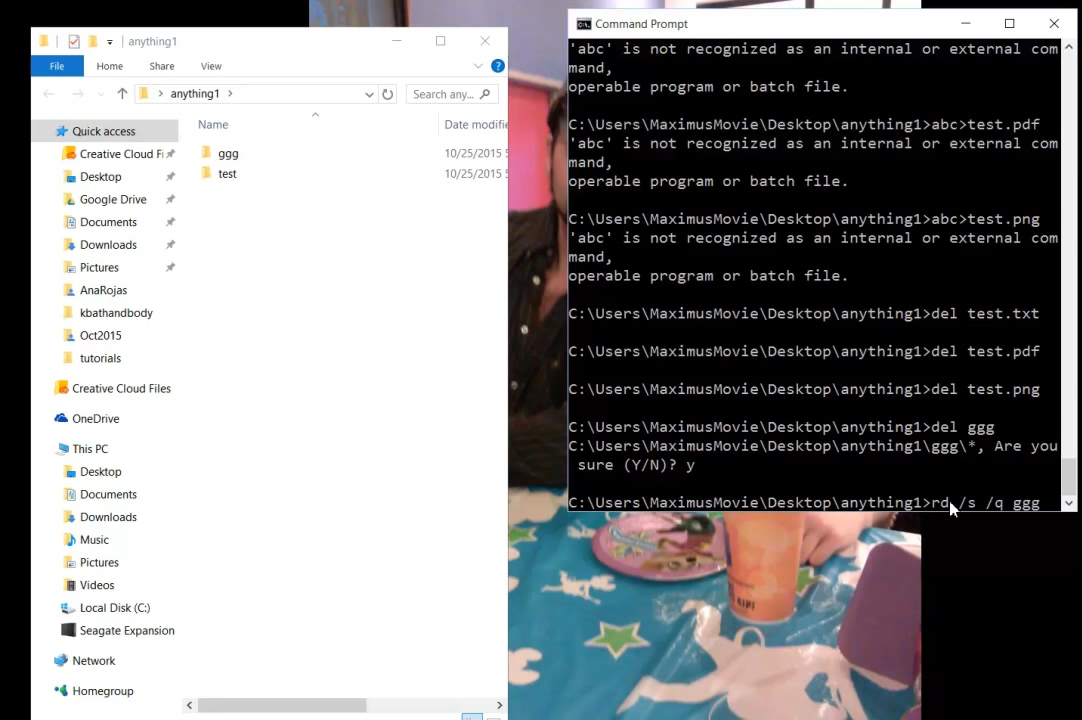 anything1
File
Home
Share
View
anything1
Search any...
Quick access
Creative Cloud Fi
Desktop
Google Drive
Documents
Downloads
Pictures
AnaRojas
kbathandbody
Oct2015
tutorials
Creative Cloud Files
OneDrive
This PC
Desktop
Documents
Downloads
Music
Pictures
Videos
Local Disk (C:)
Seagate Expansion
Network
Homegroup
Name
Date modifie
ggg
10/25/2015 5
test
10/25/2015 5
Command Prompt
'abc' is not recognized as an internal or external com
mand,
operable program or batch file.
C:\Users\MaximusMovie\Desktop\anything1>abc>test.pdf
'abc' is not recognized as an internal or external com
mand,
operable program or batch file.
C:\Users\MaximusMovie\Desktop\anything1>abc>test.png
'abc' is not recognized as an internal or external com
mand,
operable program or batch file.
C:\Users\MaximusMovie\Desktop\anything1>del test.txt
C:\Users\MaximusMovie\Desktop\anything1>del test.pdf
C:\Users\MaximusMovie\Desktop\anything1>del test.png
C:\Users\MaximusMovie\Desktop\anything1>del ggg
C:\Users\MaximusMovie\Desktop\anything1\ggg\*, Are you
sure (Y/N)? y
C:\Users\MaximusMovie\Desktop\anything1>rd /s /q ggg